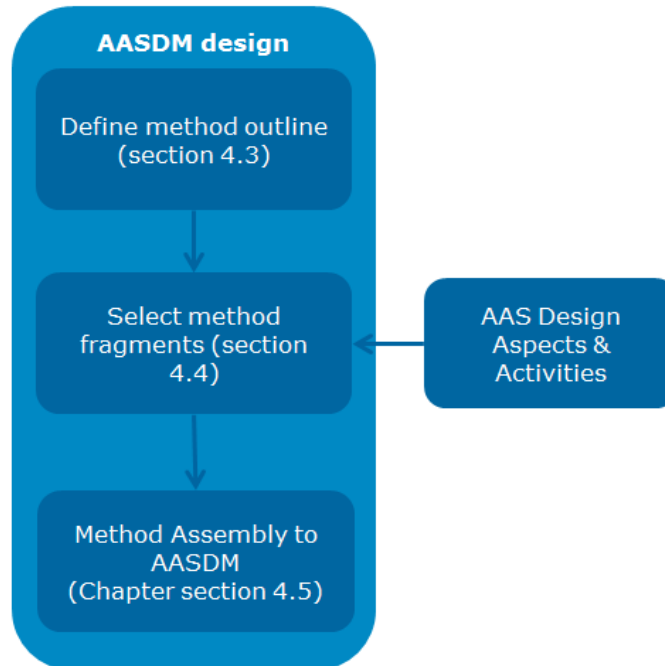 AASDM design
Define method outline
(section 4.3)
Select method
fragments (section
4.4)
AAS Design
Aspects &
Activities
Method Assembly to
AASDM
(Chapter section 4.5)